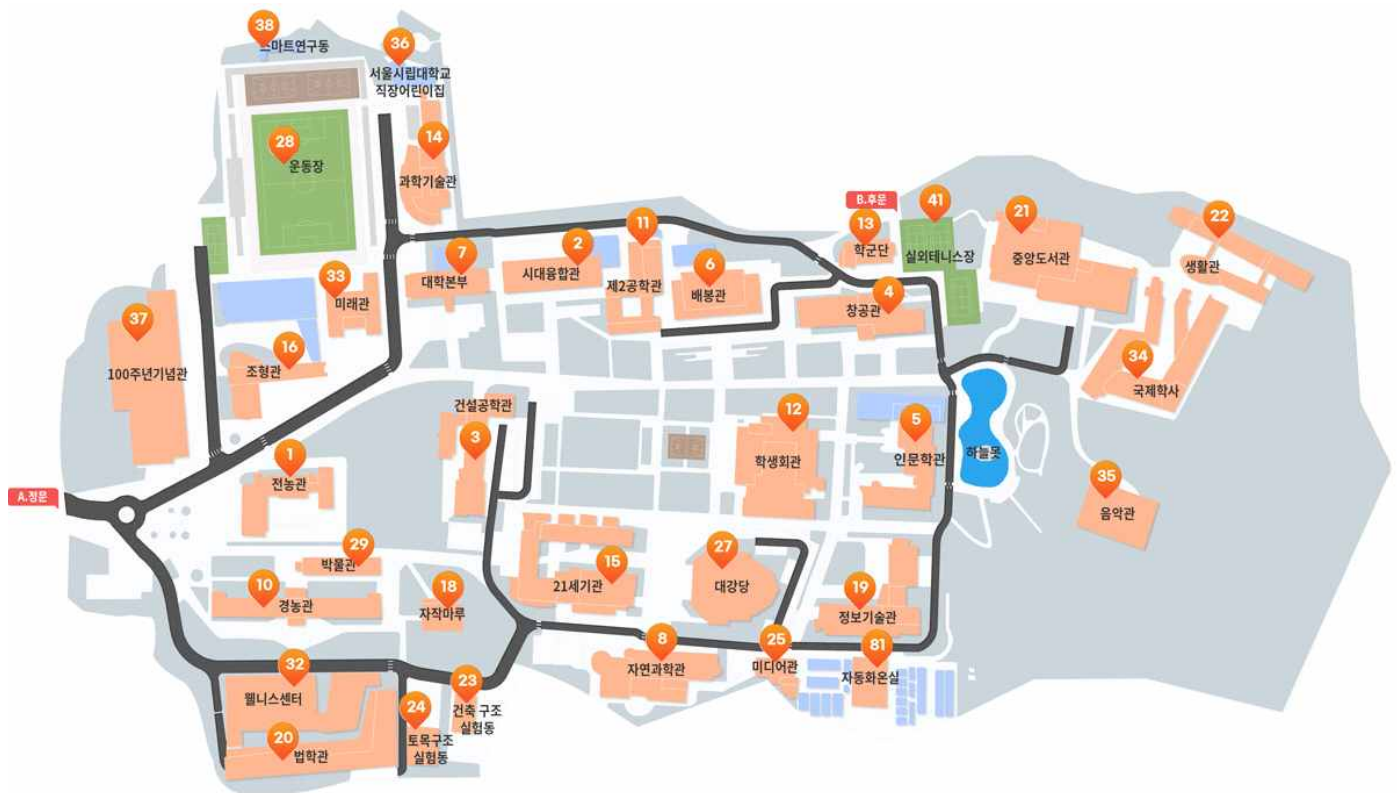 38
스마트연구동
36
서울시립대학교
직장어린이집
28
운동장
14
과학기술관
B.후문
13
학군단
41
실외테니스장
21
중앙도서관
22
생활관
11
제2공학관
2
시대융합관
7
대학본부
6
배봉관
4
창공관
33
미래관
37
100주년기념관
16
조형관
34
국제학사
건설공학관
3
12
학생회관
5
인문학관
하늘못
1
전농관
A.정문
35
음악관
29
박물관
10
경농관
18
자작마루
15
21세기관
27
대강당
19
정보기술관
8
자연과학관
25
미디어관
81
자동화온실
32
웰니스센터
23
건축 구조
실험동
24
토목구조
실험동
20
법학관